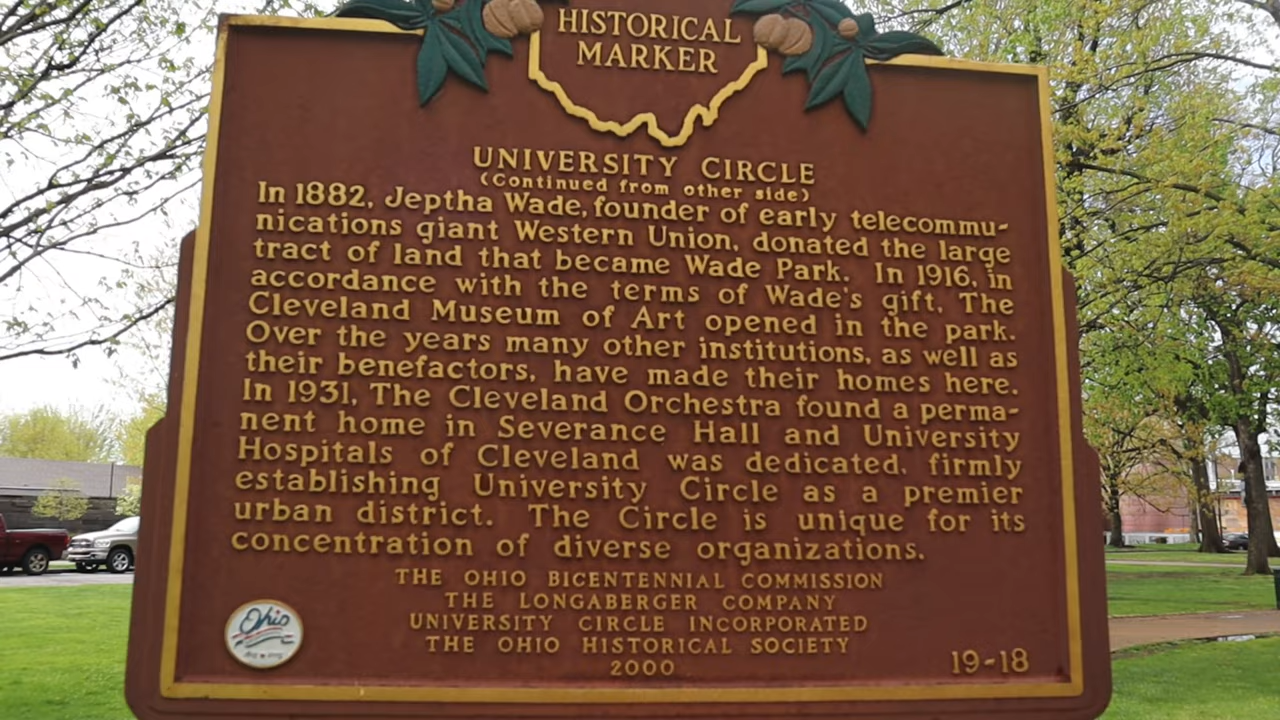 HISTORICAL
MARKER
UNIVERSITY CIRCLE
(Continued from other side)
In 1882, Jeptha Wade, founder of early telecommu-
nications giant Western Union, donated the large
tract of land that became Wade Park. In 1916, in
accordance with the terms of Wade's gift, The
Cleveland Museum of Art opened in the park.
Over the years many other institutions, as well as
their benefactors, have made their homes here.
In 1931, The Cleveland Orchestra found a perma-
nent home in Severance Hall and University
Hospitals of Cleveland was dedicated, firmly
establishing University Circle as a premier
urban district. The Circle is unique for its
concentration of diverse organizations.
THE OHIO BICENTENNIAL COMMISSION
THE LONGABERGER COMPANY
UNIVERSITY CIRCLE INCORPORATED
THE OHIO HISTORICAL SOCIETY
2000
19-18
Ohio